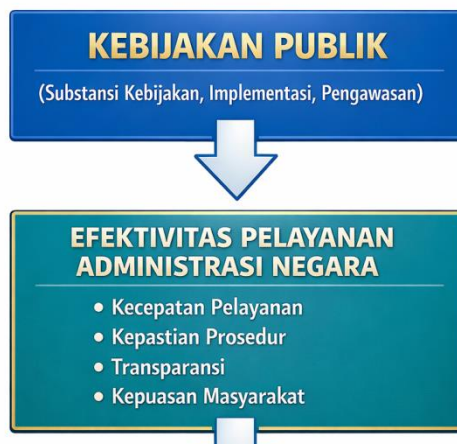 KEBIJAKAN PUBLIK
(Substansi Kebijakan, Implementasi, Pengawasan)
EFEKTIVITAS PELAYANAN
ADMINISTRASI NEGARA
• Kecepatan Pelayanan
• Kepastian Prosedur
• Transparansi
• Kepuasan Masyarakat